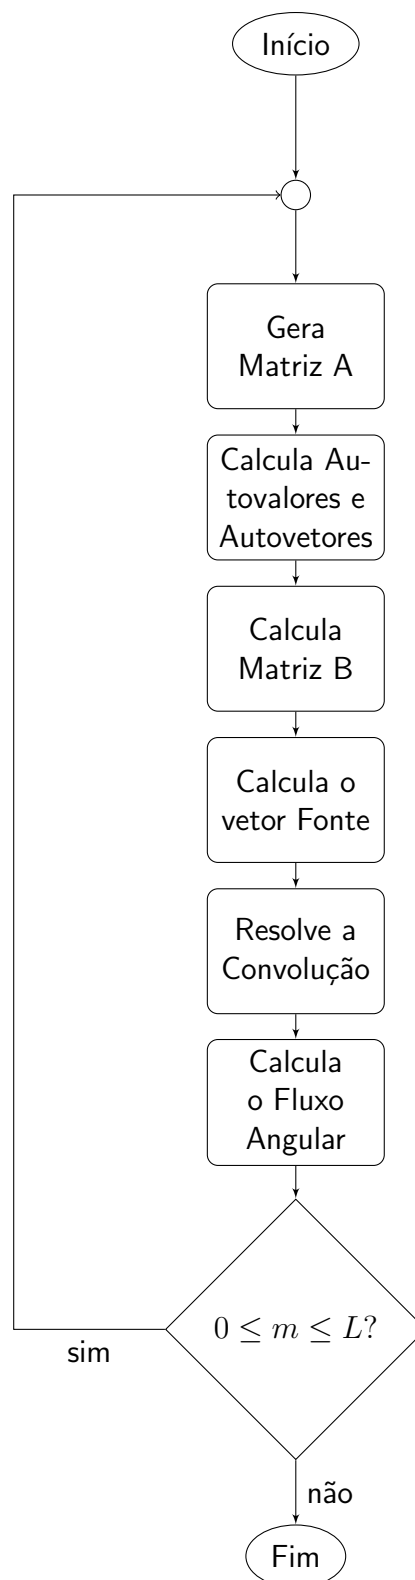 Início
Gera
Matriz A
Calcula Au-
tovalores e
Autovetores
Calcula
Matriz B
Calcula o
vetor Fonte
Resolve a
Convolução
Calcula
o Fluxo
Angular
0 ≤ m ≤ L?
sim
não
Fim